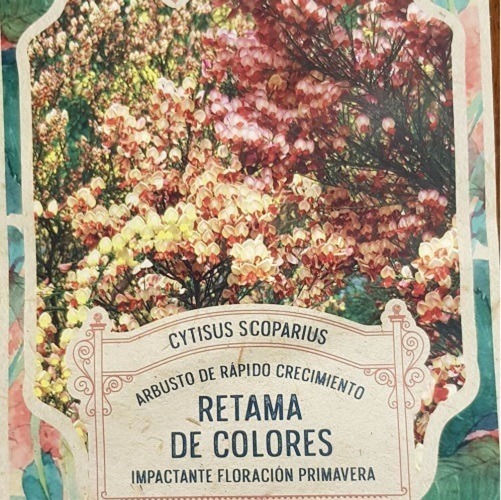 CYTISUS SCOPARIUS
ARBUSTO DE RÁPIDO CRECIMIENTO
RETAMA
DE COLORES
IMPACTANTE FLORACIÓN PRIMAVERA